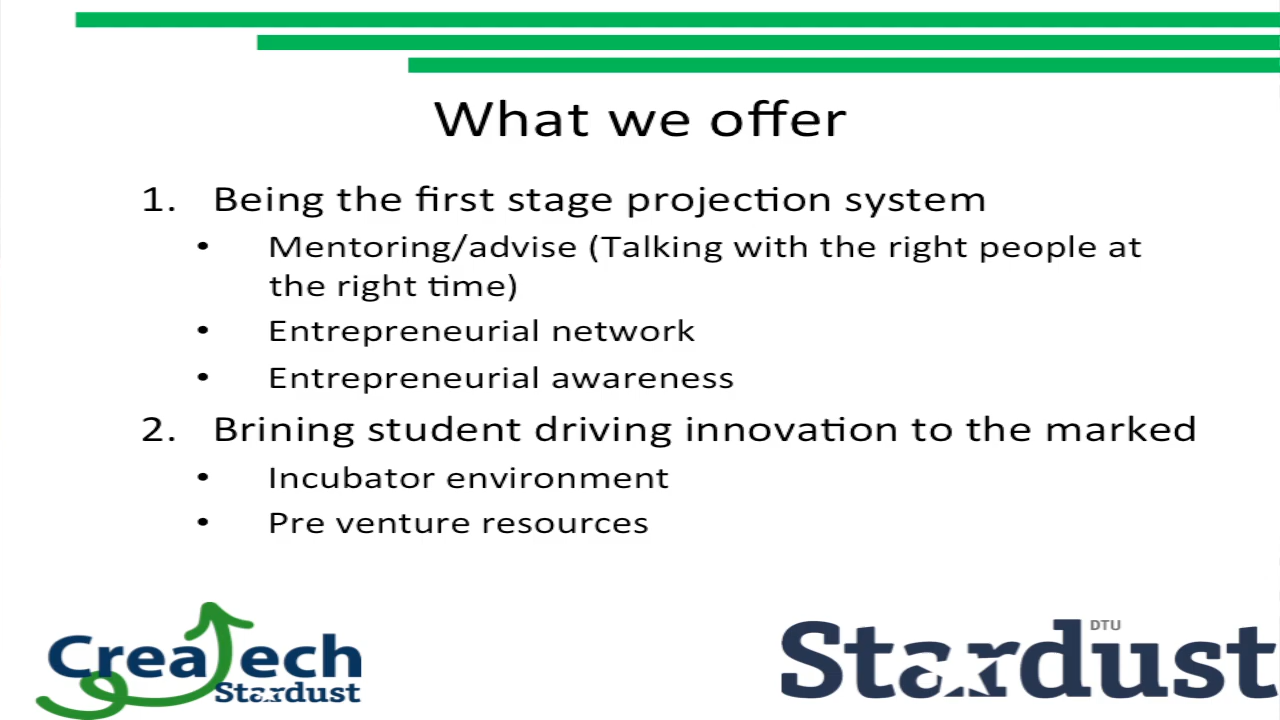 What we offer
1. Being the first stage projection system
• Mentoring/advise (Talking with the right people at
the right time)
• Entrepreneurial network
• Entrepreneurial awareness
2. Brining student driving innovation to the marked
• Incubator environment
• Pre venture resources
CreaTech
Stardust
DTU
Stardust